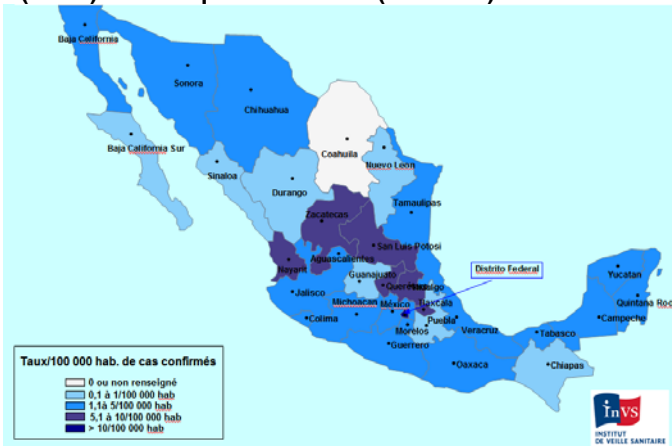 Baja California
Sonora
Chihuahua
Coahuila
Baja California Sur
Sinaloa
Nuevo Leon
Durango
Tamaulipas
Zacatecas
San Luis Potosi
Aguascalientes
Nayarit
Distrito Federal
Guanajuato
Yucatan
Jalisco
Michoacan
México
Tlaxcala
Quintana Roo
Colima
Puebla
Campeche
Morelos
Veracruz
Tabasco
Guerrero
Oaxaca
Chiapas
Taux/100 000 hab. de cas confirmés
0 ou non renseigné
0,1 à 1/100 000 hab
1,1à 5/100 000 hab
5,1 à 10/100 000 hab
> 10/100 000 hab
INVS
INSTITUT
DE VEILLE SANITAIRE